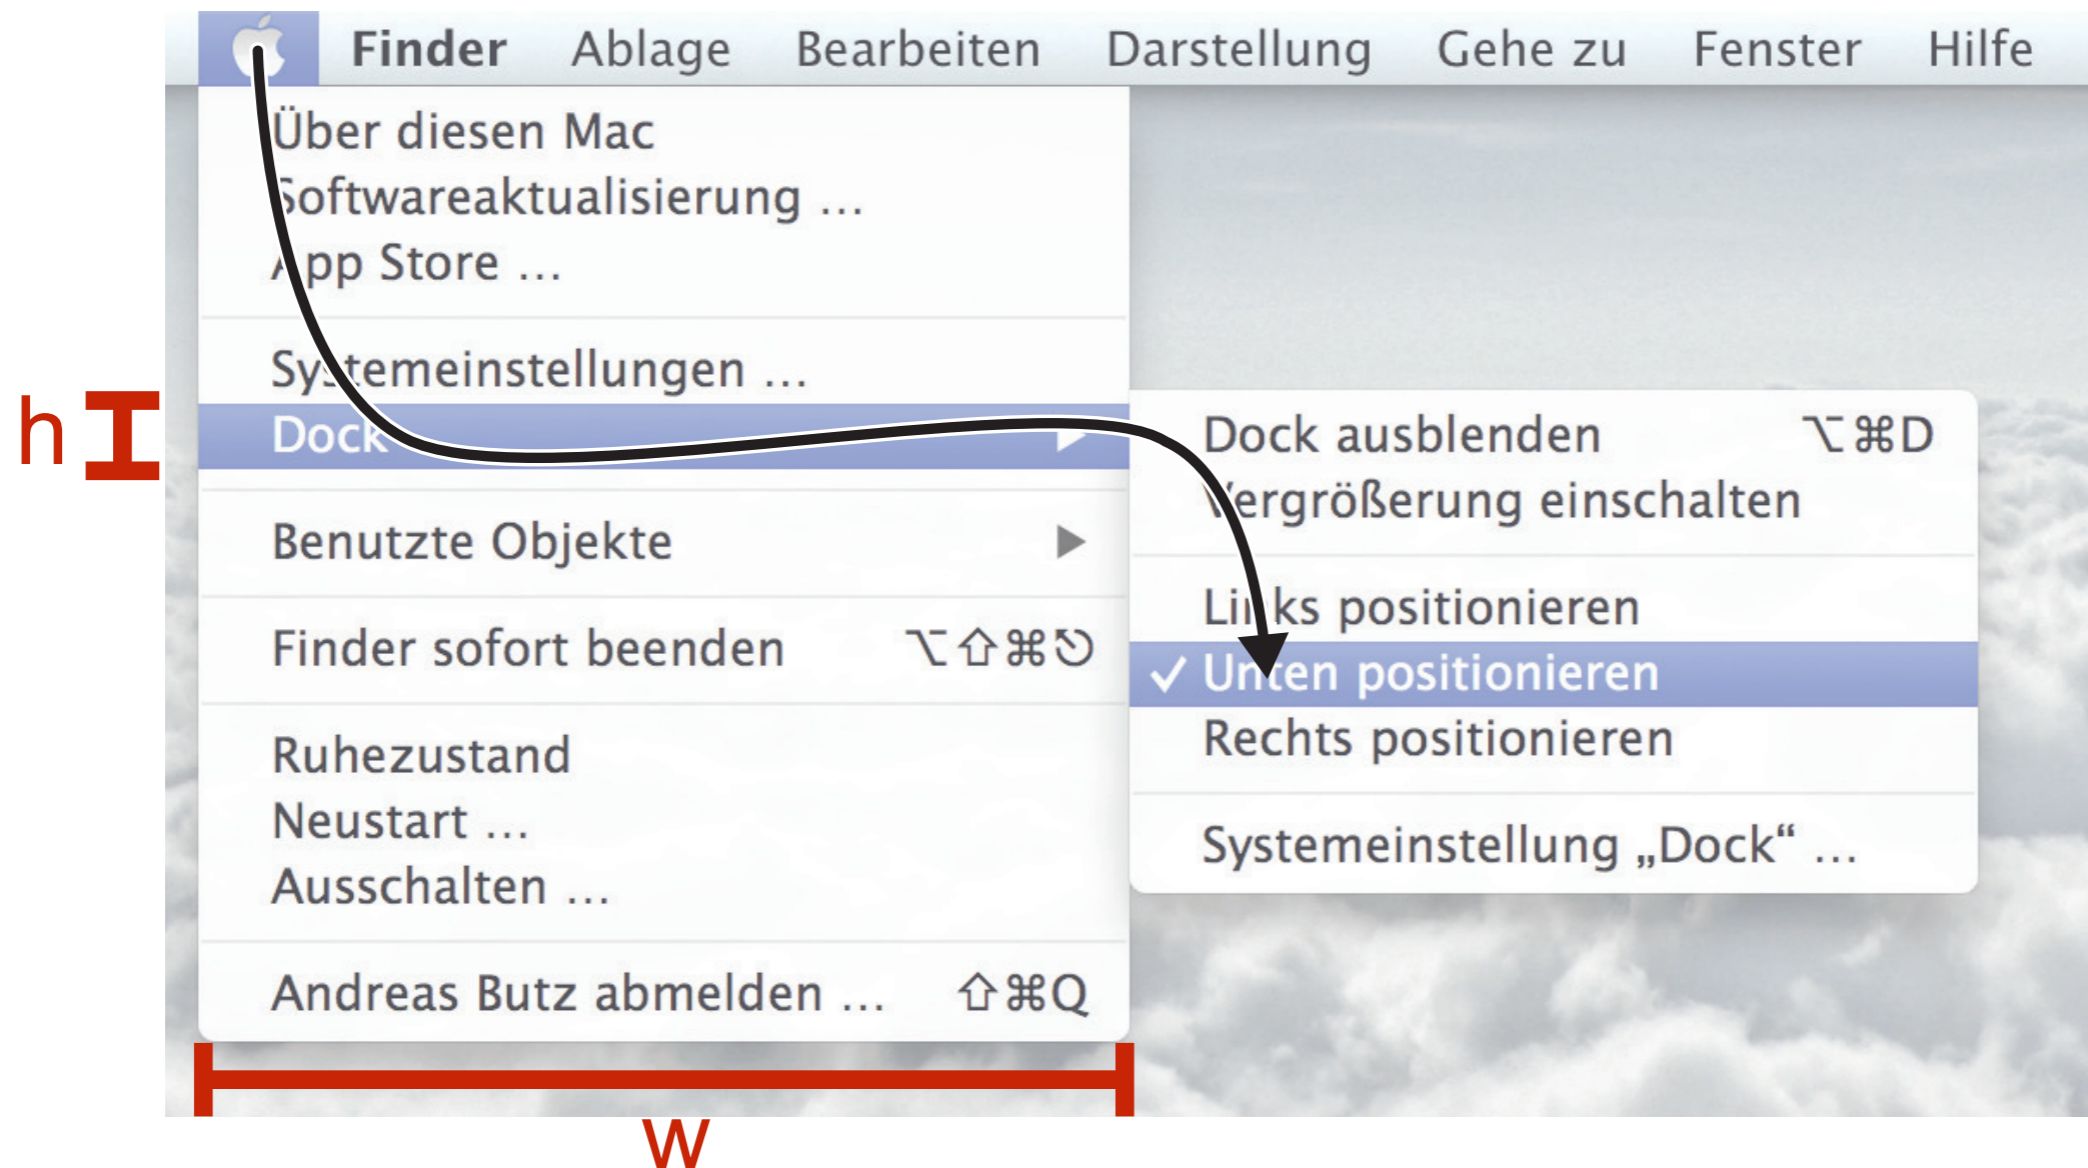 Finder Ablage Bearbeiten Darstellung Gehe zu Fenster Hilfe
Über diesen Mac
Softwareaktualisierung …
App Store …
Systemeinstellungen …
Dock ▶
Benutzte Objekte ▶
Finder sofort beenden ⌥⇧⌘⎋
Ruhezustand
Neustart …
Ausschalten …
Andreas Butz abmelden … ⇧⌘Q
Dock ausblenden ⌥⌘D
Vergrößerung einschalten
Links positionieren
✓ Unten positionieren
Rechts positionieren
Systemeinstellung „Dock“ …
h
w